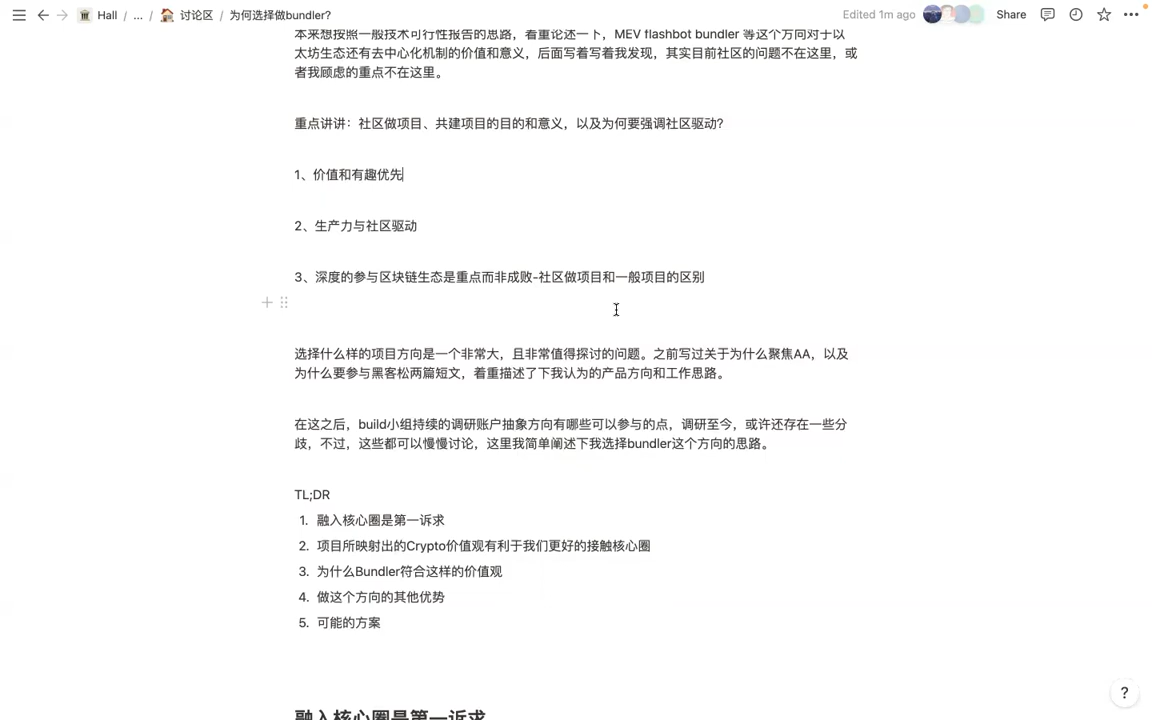 Hall / ... / 讨论区 / 为何选择做bundler?
Edited 1m ago
Share
本来想按照一般技术可行性报告的思路，着重论述一下，MEV flashbot bundler 等这个方向对于以
太坊生态还有去中心化机制的价值和意义，后面写着写着我发现，其实目前社区的问题不在这里，或
者我顾虑的重点不在这里。
重点讲讲：社区做项目、共建项目的目的和意义，以及为何要强调社区驱动?
1、价值和有趣优先
2、生产力与社区驱动
3、深度的参与区块链生态是重点而非成败-社区做项目和一般项目的区别
选择什么样的项目方向是一个非常大，且非常值得探讨的问题。之前写过关于为什么聚焦AA，以及
为什么要参与黑客松两篇短文，着重描述了下我认为的产品方向和工作思路。
在这之后，build小组持续的调研账户抽象方向有哪些可以参与的点，调研至今，或许还存在一些分
歧，不过，这些都可以慢慢讨论，这里我简单阐述下我选择bundler这个方向的思路。
TL;DR
1. 融入核心圈是第一诉求
2. 项目所映射出的Crypto价值观有利于我们更好的接触核心圈
3. 为什么Bundler符合这样的价值观
4. 做这个方向的其他优势
5. 可能的方案
融入核心圈是第一诉求
?